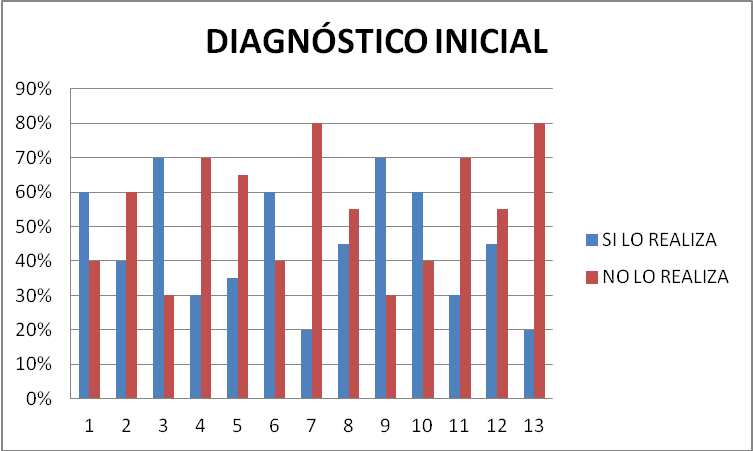 DIAGNÓSTICO INICIAL
90%
80%
70%
60%
50%
40%
30%
20%
10%
0%
1 2 3 4 5 6 7 8 9 10 11 12 13
SI LO REALIZA
NO LO REALIZA